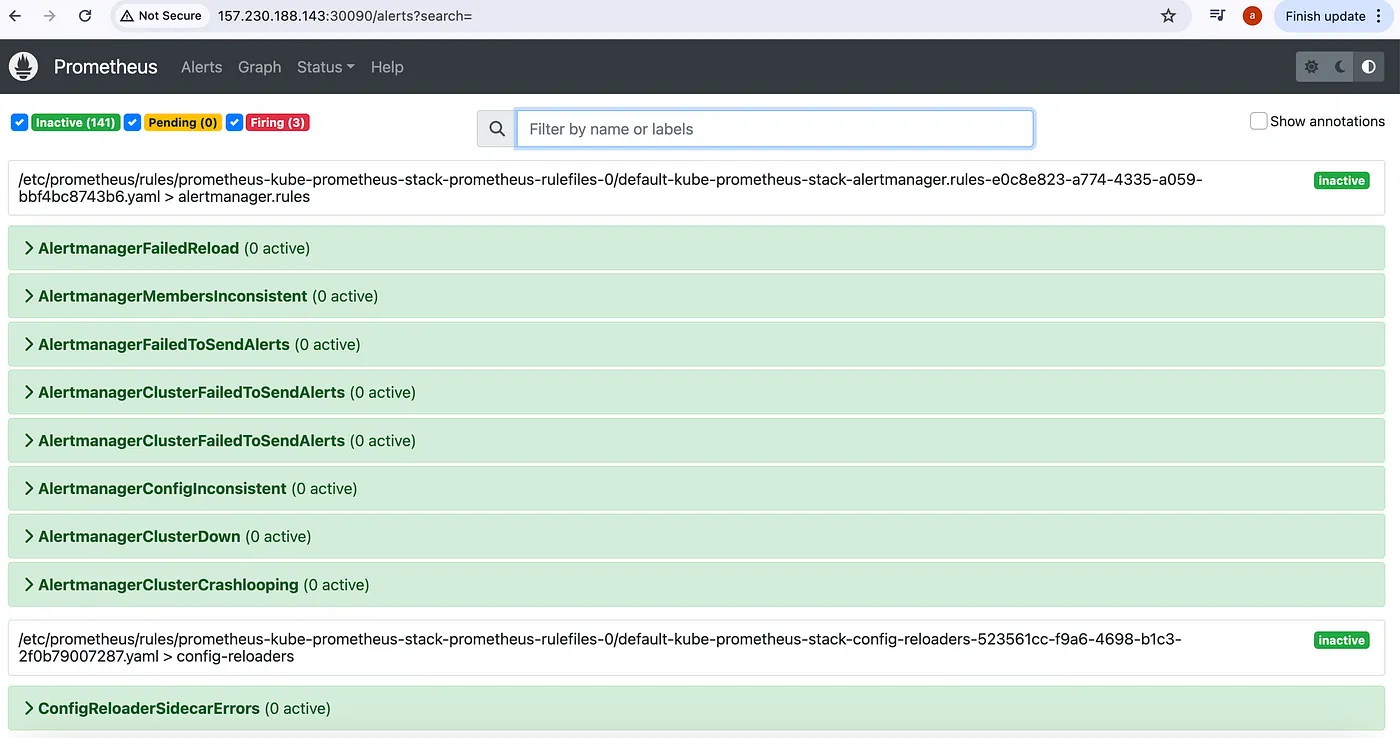 Not Secure 157.230.188.143:30090/alerts?search= a Finish update
Prometheus Alerts Graph Status Help
Inactive (141) Pending (0) Firing (3) Filter by name or labels Show annotations
/etc/prometheus/rules/prometheus-kube-prometheus-stack-prometheus-rulefiles-0/default-kube-prometheus-stack-alertmanager.rules-e0c8e823-a774-4335-a059- inactive
bbf4bc8743b6.yaml > alertmanager.rules
AlertmanagerFailedReload (0 active)
AlertmanagerMembersInconsistent (0 active)
AlertmanagerFailedToSendAlerts (0 active)
AlertmanagerClusterFailedToSendAlerts (0 active)
AlertmanagerClusterFailedToSendAlerts (0 active)
AlertmanagerConfigInconsistent (0 active)
AlertmanagerClusterDown (0 active)
AlertmanagerClusterCrashlooping (0 active)
/etc/prometheus/rules/prometheus-kube-prometheus-stack-prometheus-rulefiles-0/default-kube-prometheus-stack-config-reloaders-523561cc-f9a6-4698-b1c3- inactive
2f0b79007287.yaml > config-reloaders
ConfigReloaderSidecarErrors (0 active)